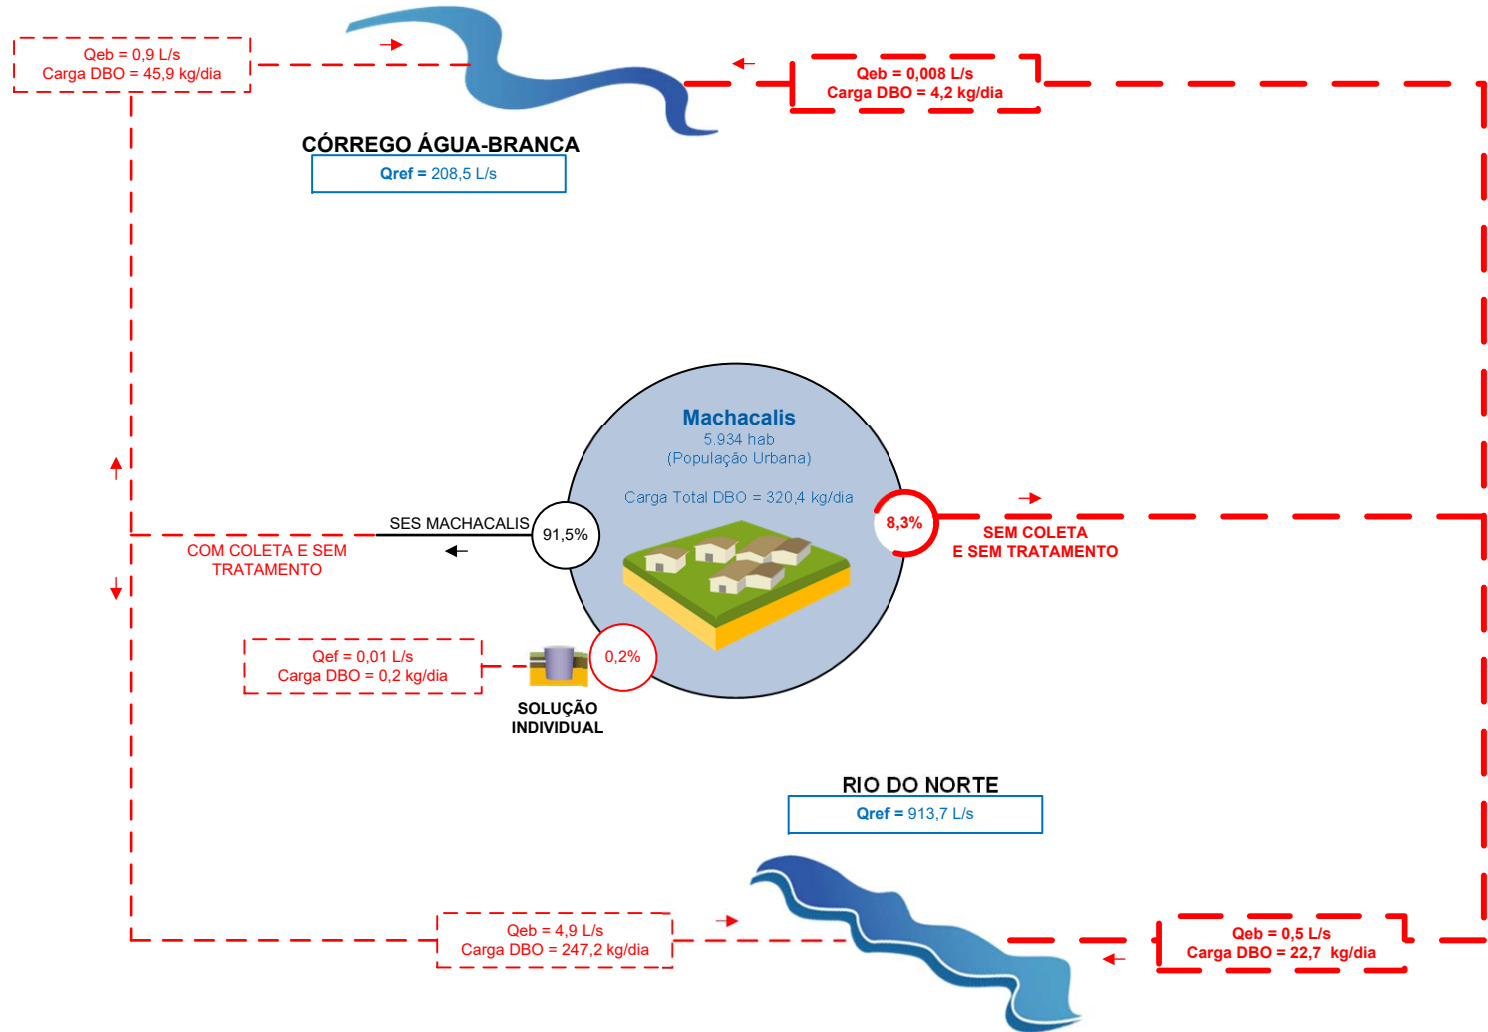 Qeb = 0,9 L/s
Carga DBO = 45,9 kg/dia
Qeb = 0,008 L/s
Carga DBO = 4,2 kg/dia
CÓRREGO ÁGUA-BRANCA
Qref = 208,5 L/s
Machacalis
5.934 hab
(População Urbana)
Carga Total DBO = 320,4 kg/dia
SES MACHACALIS
91,5%
8,3%
COM COLETA E SEM
TRATAMENTO
SEM COLETA
E SEM TRATAMENTO
Qef = 0,01 L/s
Carga DBO = 0,2 kg/dia
0,2%
SOLUÇÃO
INDIVIDUAL
RIO DO NORTE
Qref = 913,7 L/s
Qeb = 4,9 L/s
Carga DBO = 247,2 kg/dia
Qeb = 0,5 L/s
Carga DBO = 22,7 kg/dia